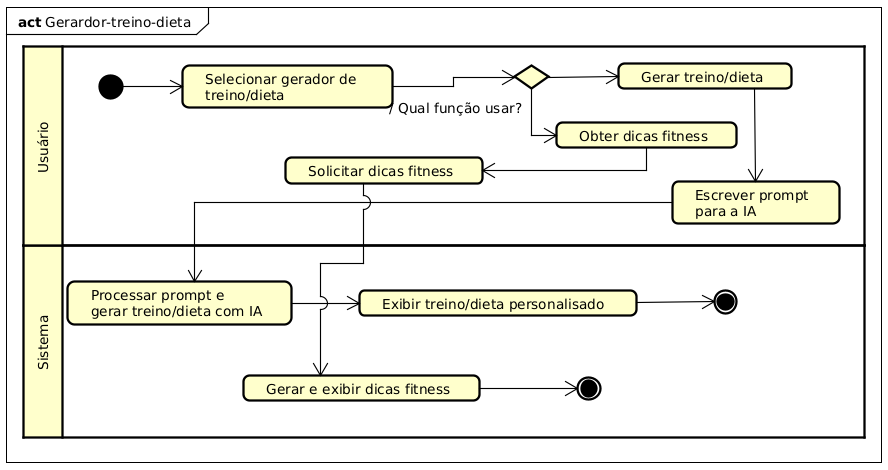 act Gerardor-treino-dieta
Usuário
Selecionar gerador de
treino/dieta
/ Qual função usar?
Gerar treino/dieta
Obter dicas fitness
Solicitar dicas fitness
Escrever prompt
para a IA
Sistema
Processar prompt e
gerar treino/dieta com IA
Exibir treino/dieta personalisado
Gerar e exibir dicas fitness